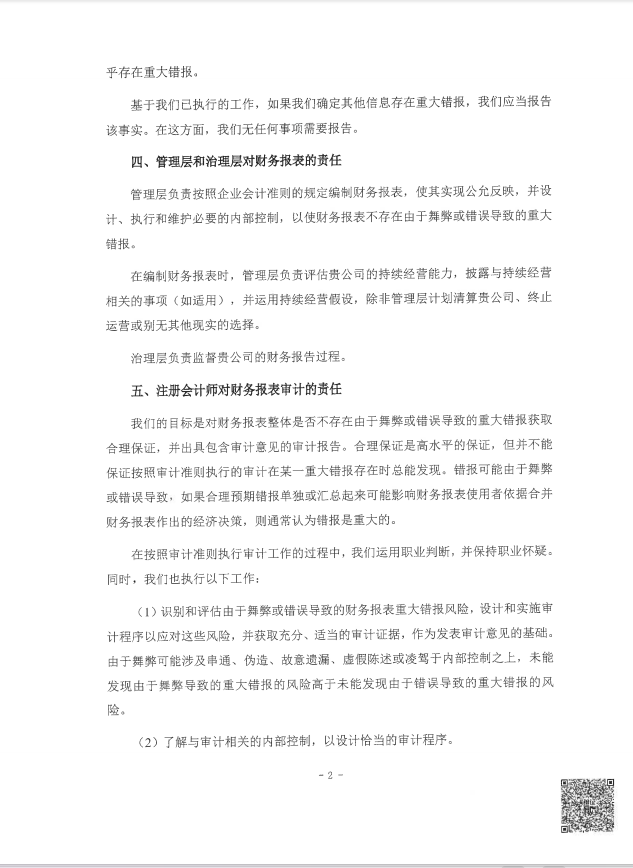 乎存在重大错报。
基于我们已执行的工作，如果我们确定其他信息存在重大错报，我们应当报告
该事实。在这方面，我们无任何事项需要报告。
四、管理层和治理层对财务报表的责任
管理层负责按照企业会计准则的规定编制财务报表，使其实现公允反映，并设
计、执行和维护必要的内部控制，以使财务报表不存在由于舞弊或错误导致的重大
错报。
在编制财务报表时，管理层负责评估贵公司的持续经营能力，披露与持续经营
相关的事项（如适用），并运用持续经营假设，除非管理层计划清算贵公司、终止
运营或别无其他现实的选择。
治理层负责监督贵公司的财务报告过程。
五、注册会计师对财务报表审计的责任
我们的目标是对财务报表整体是否不存在由于舞弊或错误导致的重大错报获取
合理保证，并出具包含审计意见的审计报告。合理保证是高水平的保证，但并不能
保证按照审计准则执行的审计在某一重大错报存在时总能发现。错报可能由于舞弊
或错误导致，如果合理预期错报单独或汇总起来可能影响财务报表使用者依据合并
财务报表作出的经济决策，则通常认为错报是重大的。
在按照审计准则执行审计工作的过程中，我们运用职业判断，并保持职业怀疑。
同时，我们也执行以下工作：
（1）识别和评估由于舞弊或错误导致的财务报表重大错报风险，设计和实施审
计程序以应对这些风险，并获取充分、适当的审计证据，作为发表审计意见的基础。
由于舞弊可能涉及串通、伪造、故意遗漏、虚假陈述或凌驾于内部控制之上，未能
发现由于舞弊导致的重大错报的风险高于未能发现由于错误导致的重大错报的风
险。
（2）了解与审计相关的内部控制，以设计恰当的审计程序。
- 2 -